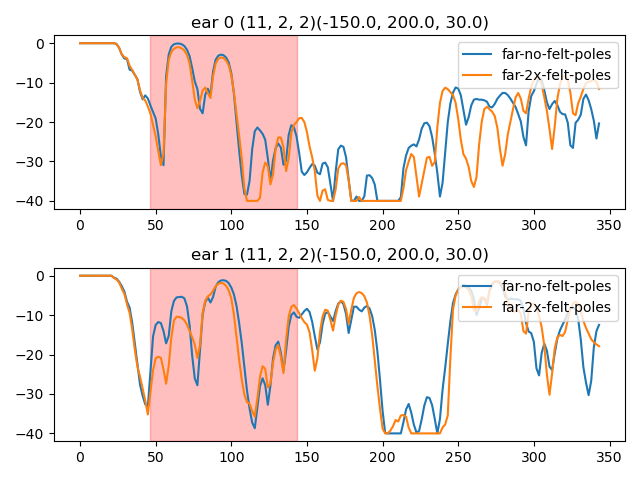 ear 0 (11, 2, 2)(-150.0, 200.0, 30.0)
0
−10
−20
−30
−40
far-no-felt-poles
far-2x-felt-poles
0 50 100 150 200 250 300 350
ear 1 (11, 2, 2)(-150.0, 200.0, 30.0)
0
−10
−20
−30
−40
far-no-felt-poles
far-2x-felt-poles
0 50 100 150 200 250 300 350